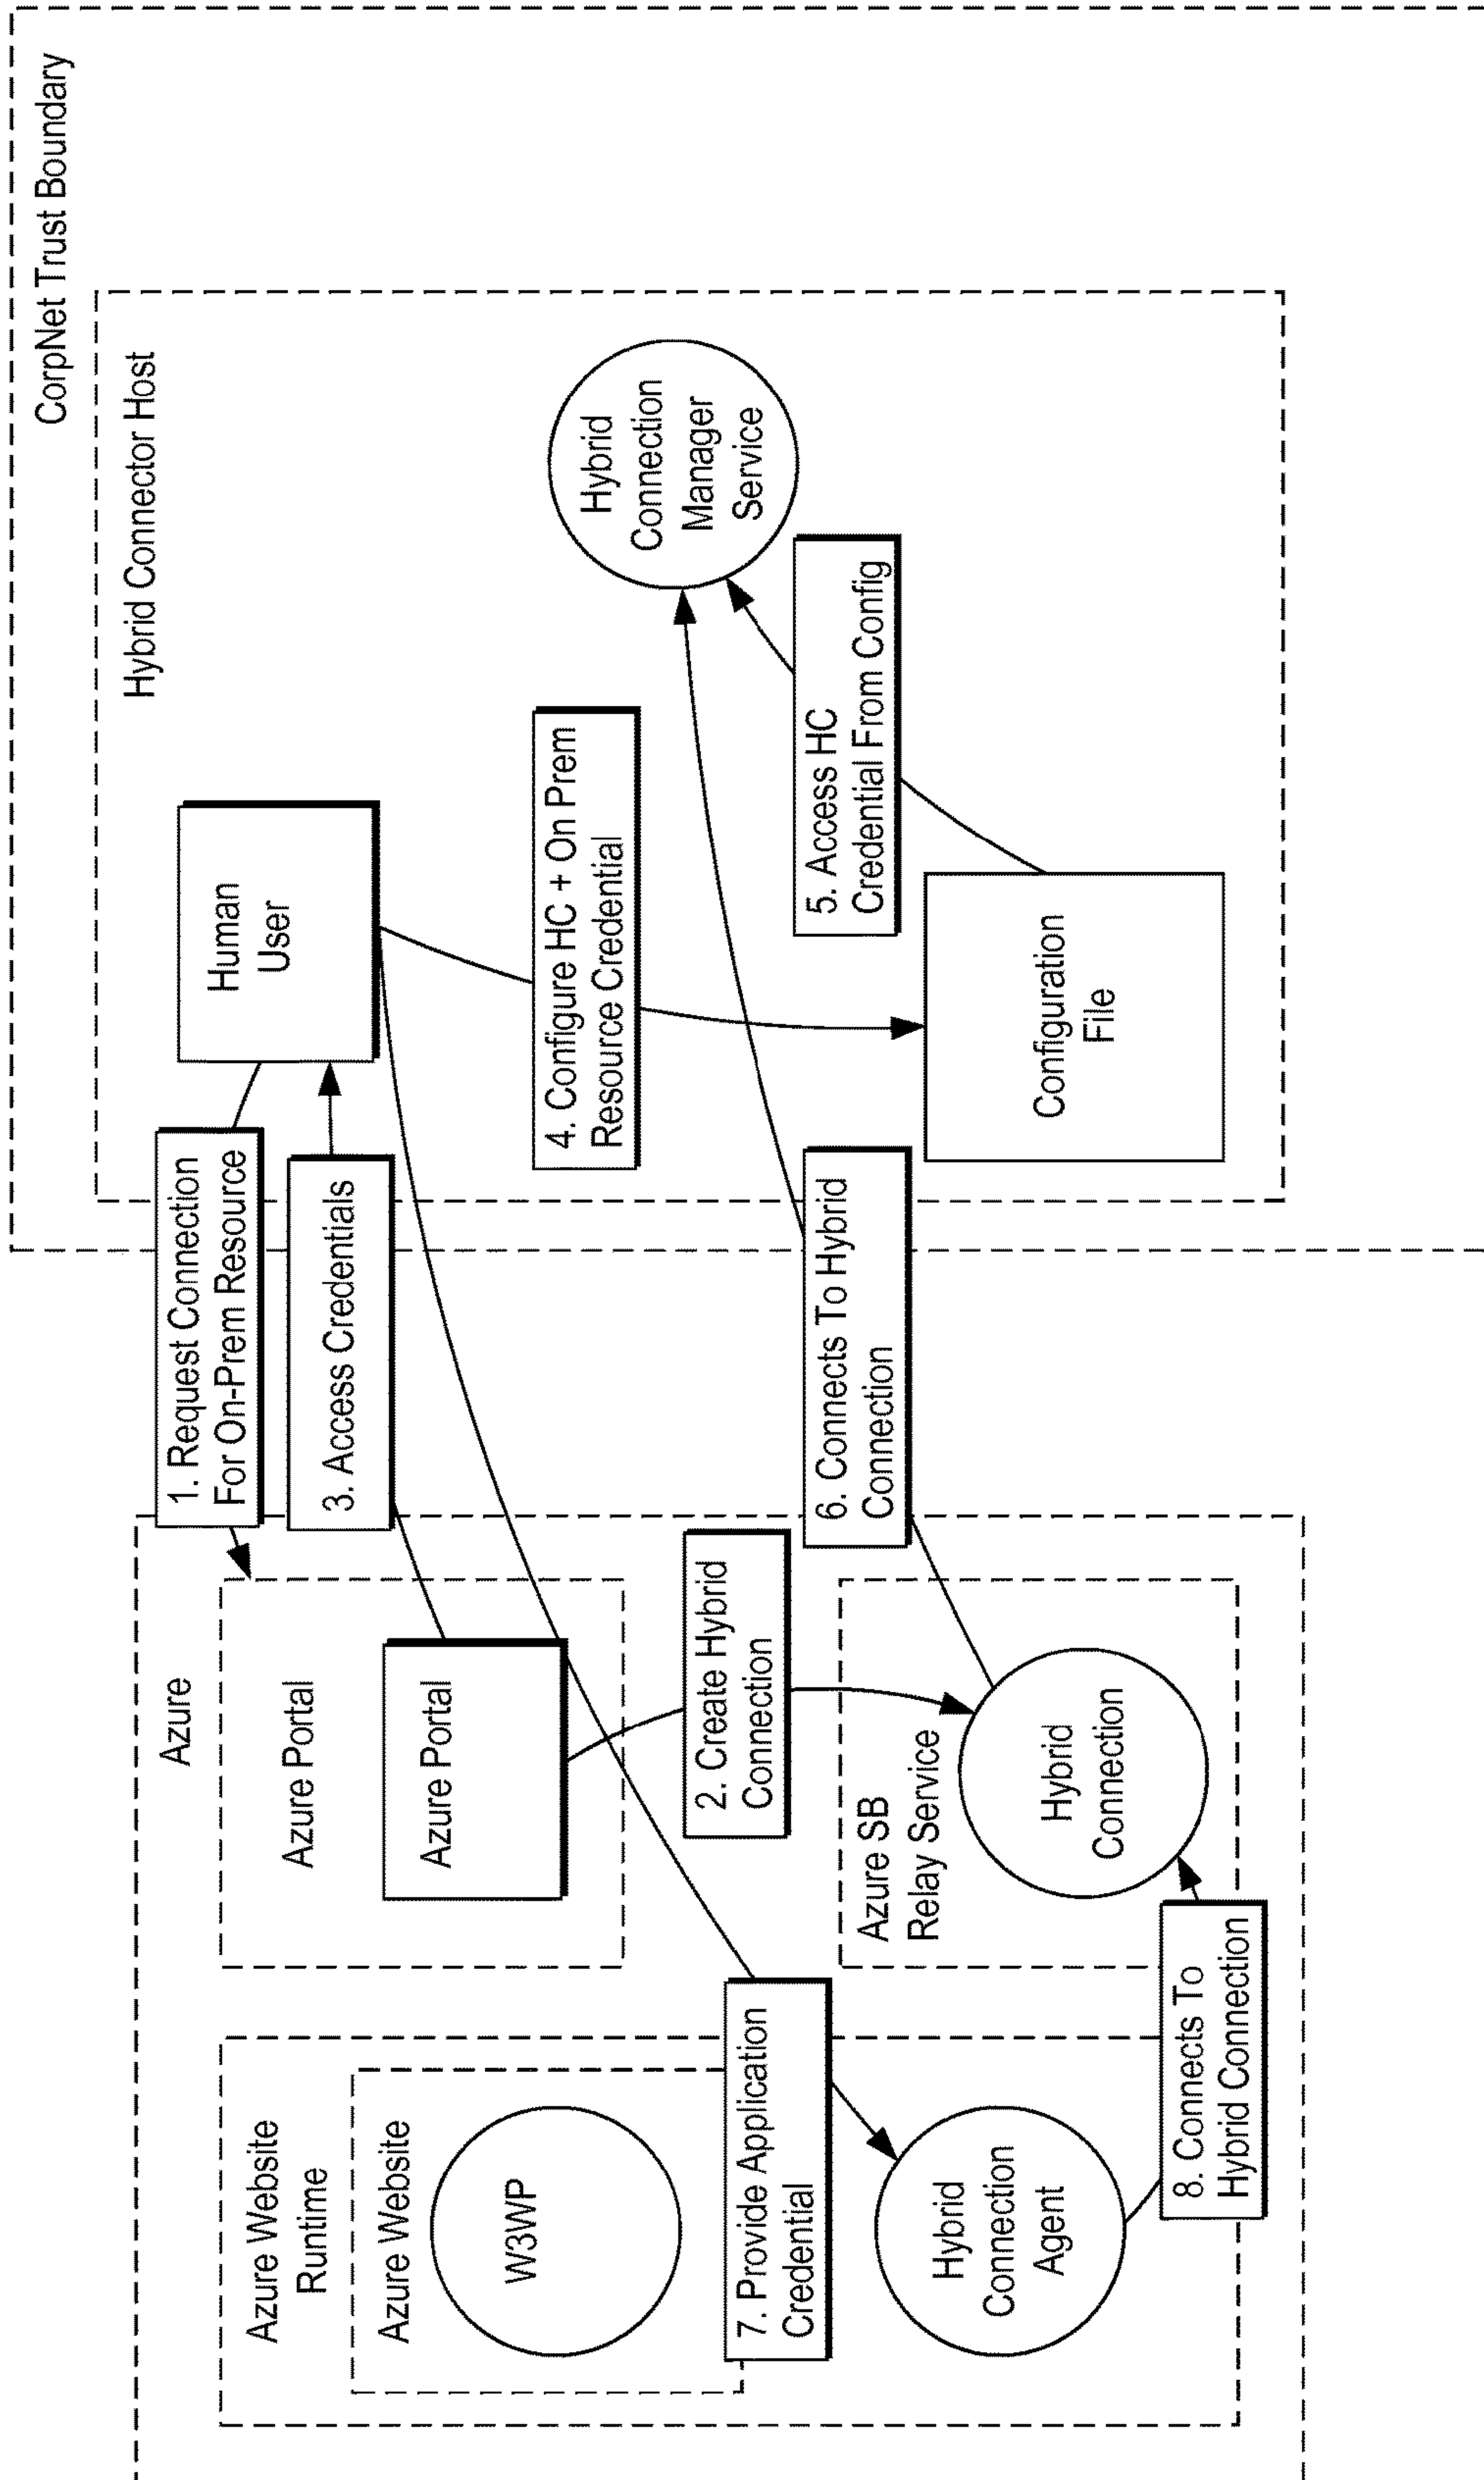 CorpNet Trust Boundary
Hybrid Connector Host
Azure
Azure Website
Runtime
Azure Website
W3WP
Azure Portal
Azure Portal
1. Request Connection
For On-Prem Resource
3. Access Credentials
Human
User
2. Create Hybrid
Connection
4. Configure HC + On Prem
Resource Credential
Hybrid
Connection
Manager
Service
7. Provide Application
Credential
6. Connects To Hybrid
Connection
5. Access HC
Credential From Config
Azure SB
Relay Service
Hybrid
Connection
Agent
Hybrid
Connection
Configuration
File
8. Connects To
Hybrid Connection